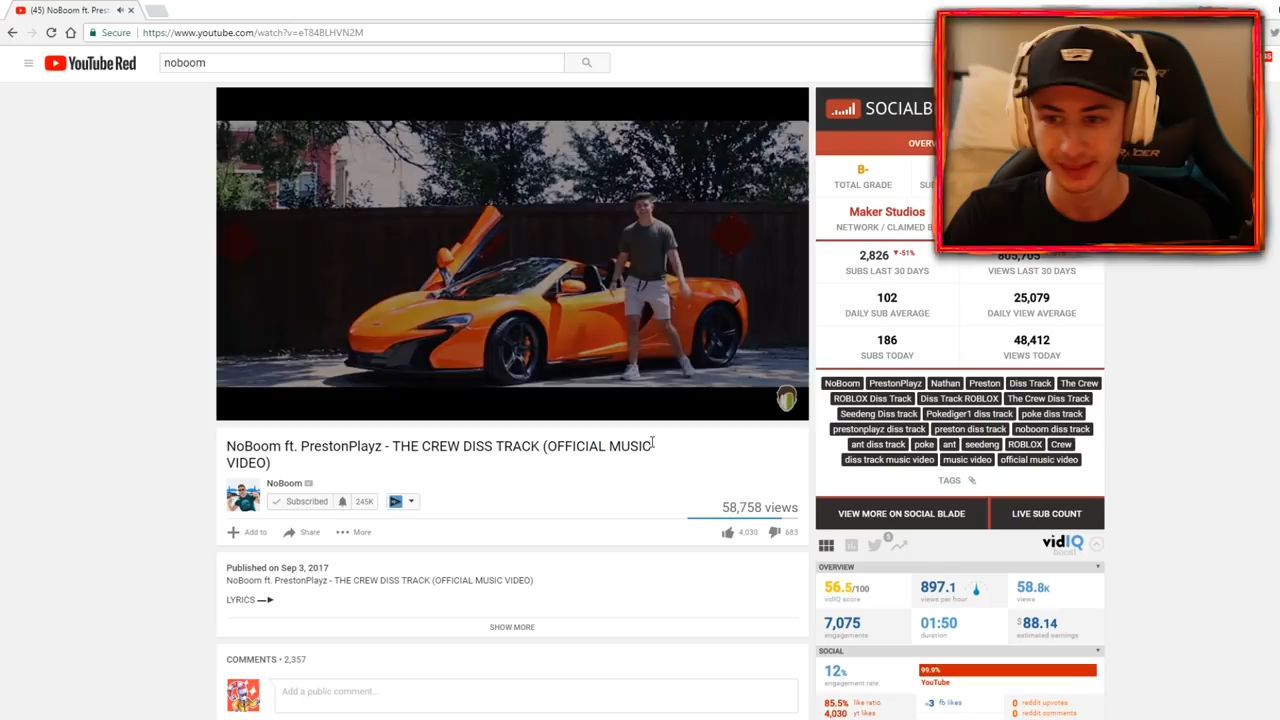 (45) NoBoom ft. Prest
Secure
https://www.youtube.com/watch?v=eT84BLHVN2M
YouTube Red
noboom
SOCIALB
OVERV
B-
TOTAL GRADE
SUB
Maker Studios
NETWORK / CLAIMED B
2,826 -51%
SUBS LAST 30 DAYS
805,705
VIEWS LAST 30 DAYS
102
DAILY SUB AVERAGE
25,079
DAILY VIEW AVERAGE
186
SUBS TODAY
48,412
VIEWS TODAY
NoBoom PrestonPlayz Nathan Preston Diss Track The Crew
ROBLOX Diss Track Diss Track ROBLOX The Crew Diss Track
Seedeng Diss track Pokediger1 diss track poke diss track
prestonplayz diss track preston diss track noboom diss track
ant diss track poke ant seedeng ROBLOX Crew
diss track music video music video official music video
TAGS
VIEW MORE ON SOCIAL BLADE
LIVE SUB COUNT
NoBoom ft. PrestonPlayz - THE CREW DISS TRACK (OFFICIAL MUSIC
VIDEO)
NoBoom
Subscribed 245K
58,758 views
Add to Share More
4,030 683
Published on Sep 3, 2017
NoBoom ft. PrestonPlayz - THE CREW DISS TRACK (OFFICIAL MUSIC VIDEO)
LYRICS
SHOW MORE
COMMENTS • 2,357
Add a public comment...
5
vidIQ
boost
OVERVIEW
56.5/100
vidIQ score
897.1
views per hour
58.8K
views
7,075
engagements
01:50
duration
$88.14
estimated earnings
SOCIAL
12%
engagement rate
99.9%
YouTube
85.5% like ratio
4,030 yt likes
3 fb likes
0 reddit upvotes
0 reddit comments